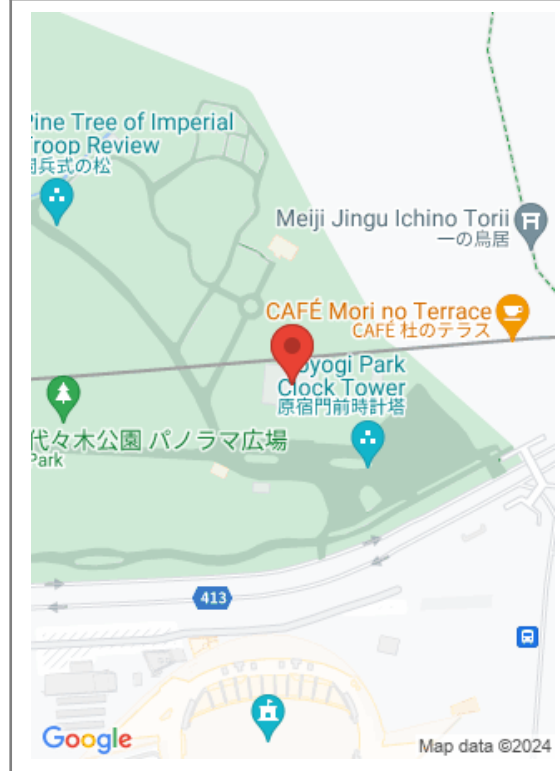 Pine Tree of Imperial
Troop Review
閲兵式の松
Meiji Jingu Ichino Torii
一の鳥居
CAFÉ Mori no Terrace
CAFÉ 杜のテラス
Yoyogi Park
Clock Tower
原宿門前時計塔
代々木公園 パノラマ広場
Park
413
Google
Map data ©2024